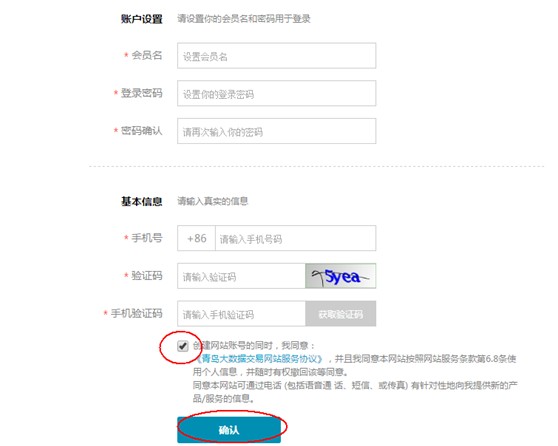 账户设置 请设置你的会员名和密码用于登录
* 会员名 设置会员名
* 登录密码 设置你的登录密码
* 密码确认 请再次输入你的密码
基本信息 请输入真实的信息
* 手机号 +86 请输入手机号码
* 验证码 请输入验证码 5yea
* 手机验证码 请输入手机验证码 获取验证码
创建网站账号的同时，我同意：
《青岛大数据交易网站服务协议》，并且我同意本网站按照网站服务条款第6.8条使
用个人信息，并随时有权撤回该等同意。
同意本网站可通过电话 (包括语音通 话、短信、或传真) 有针对性地向我提供新的产
品/服务的信息。
确认